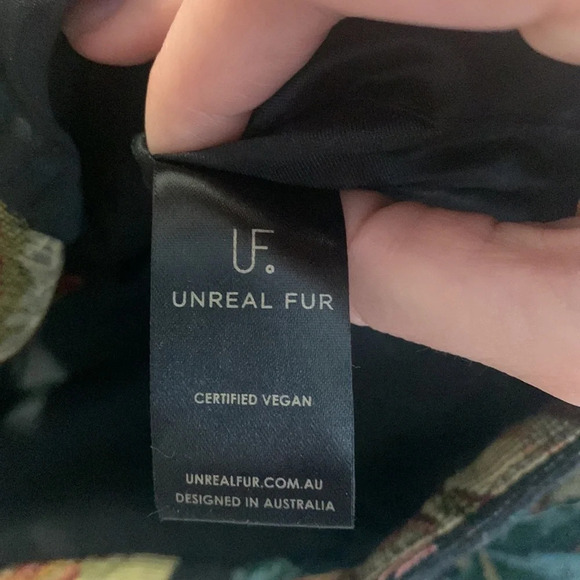 UF.
UNREAL FUR
CERTIFIED VEGAN
UNREALFUR.COM.AU
DESIGNED IN AUSTRALIA